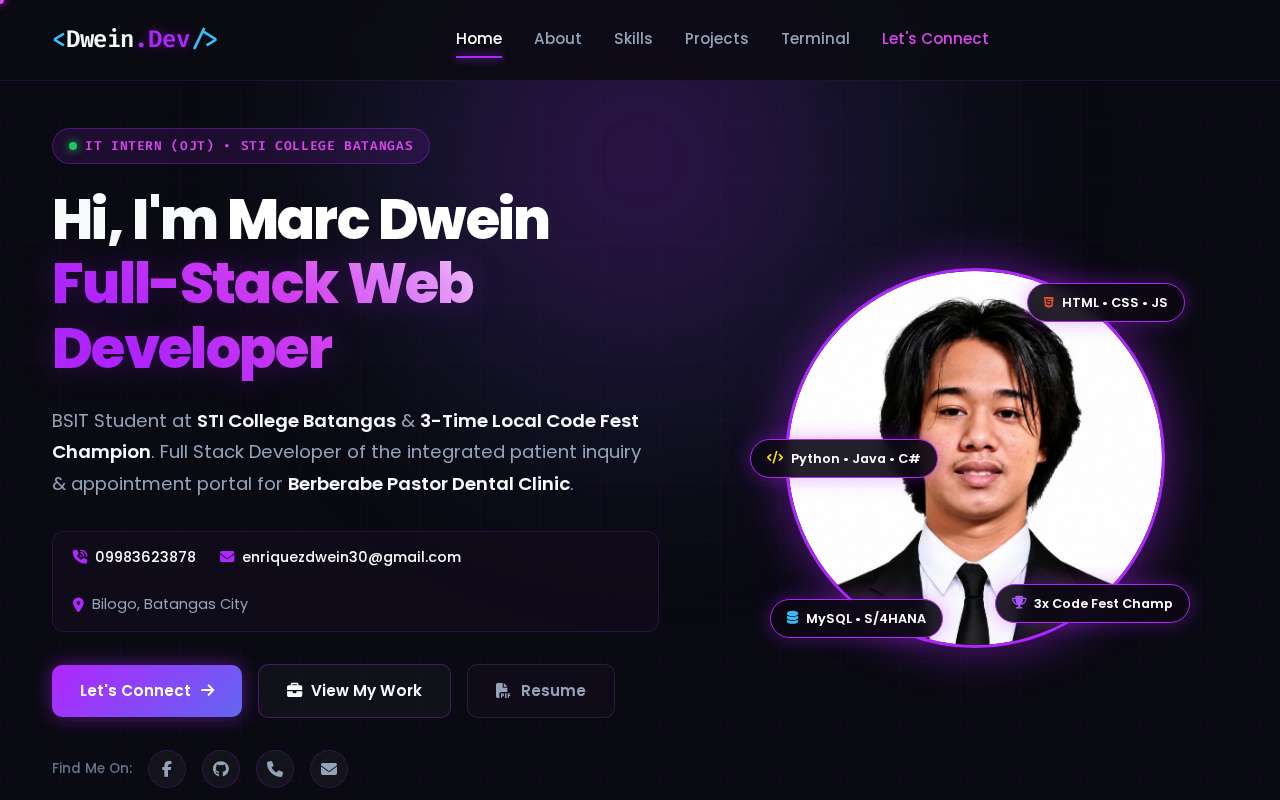 <Dwein.Dev/>
Home About Skills Projects Terminal Let's Connect
IT INTERN (OJT) • STI COLLEGE BATANGAS
Hi, I'm Marc Dwein
Full-Stack Web
Developer
BSIT Student at STI College Batangas & 3-Time Local Code Fest
Champion. Full Stack Developer of the integrated patient inquiry
& appointment portal for Berberabe Pastor Dental Clinic.
09983623878 enriquezdwein30@gmail.com
Bilogo, Batangas City
Let's Connect View My Work Resume
Find Me On:
HTML • CSS • JS
Python • Java • C#
MySQL • S/4HANA
3x Code Fest Champ